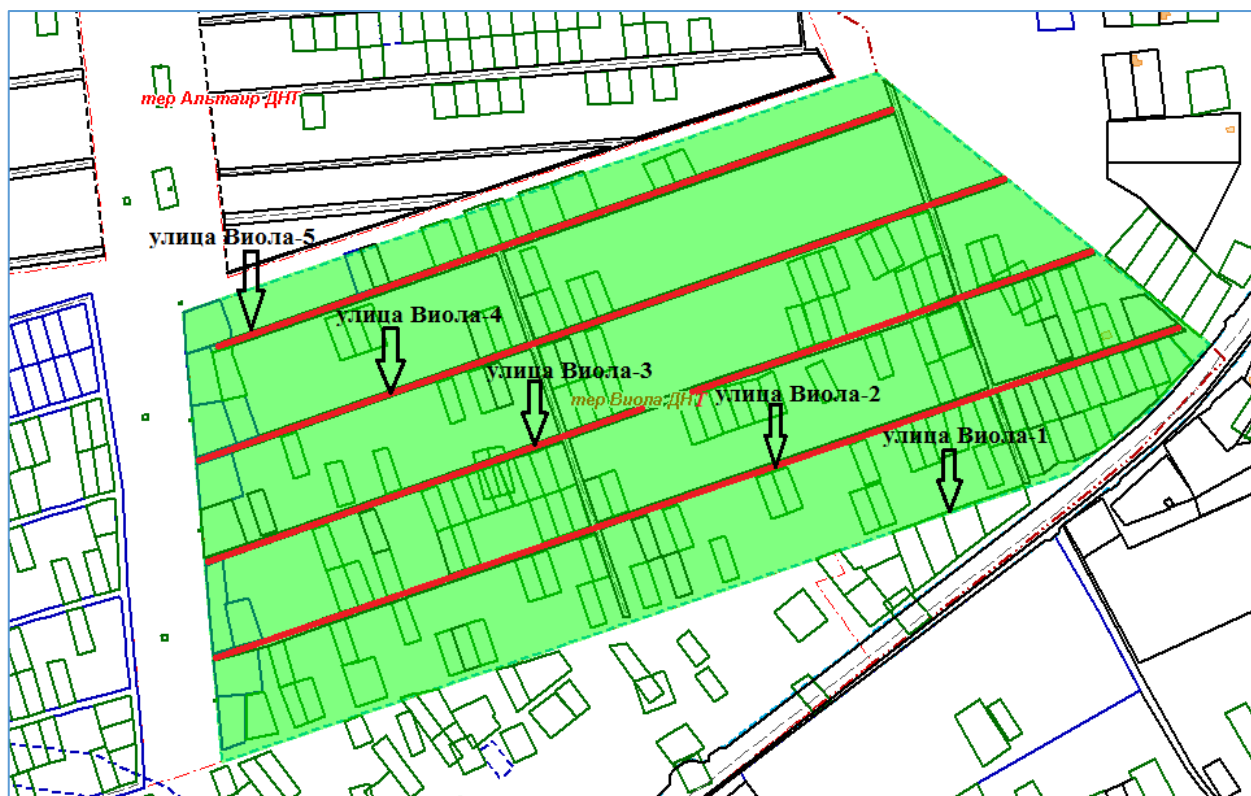 тер Альтаир ДНТ
улица Виола-5
улица Виола-4
улица Виола-3
тер Виола ДНТ
улица Виола-2
улица Виола-1